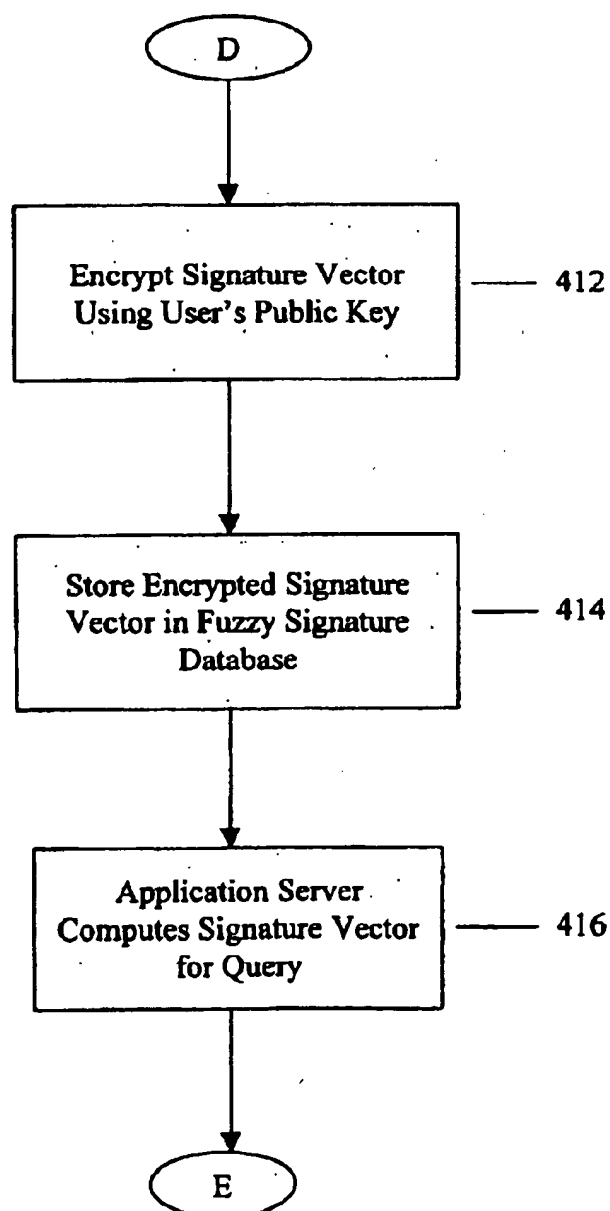 D
Encrypt Signature Vector
Using User's Public Key
412
Store Encrypted Signature
Vector in Fuzzy Signature
Database
414
Application Server
Computes Signature Vector
for Query
416
E